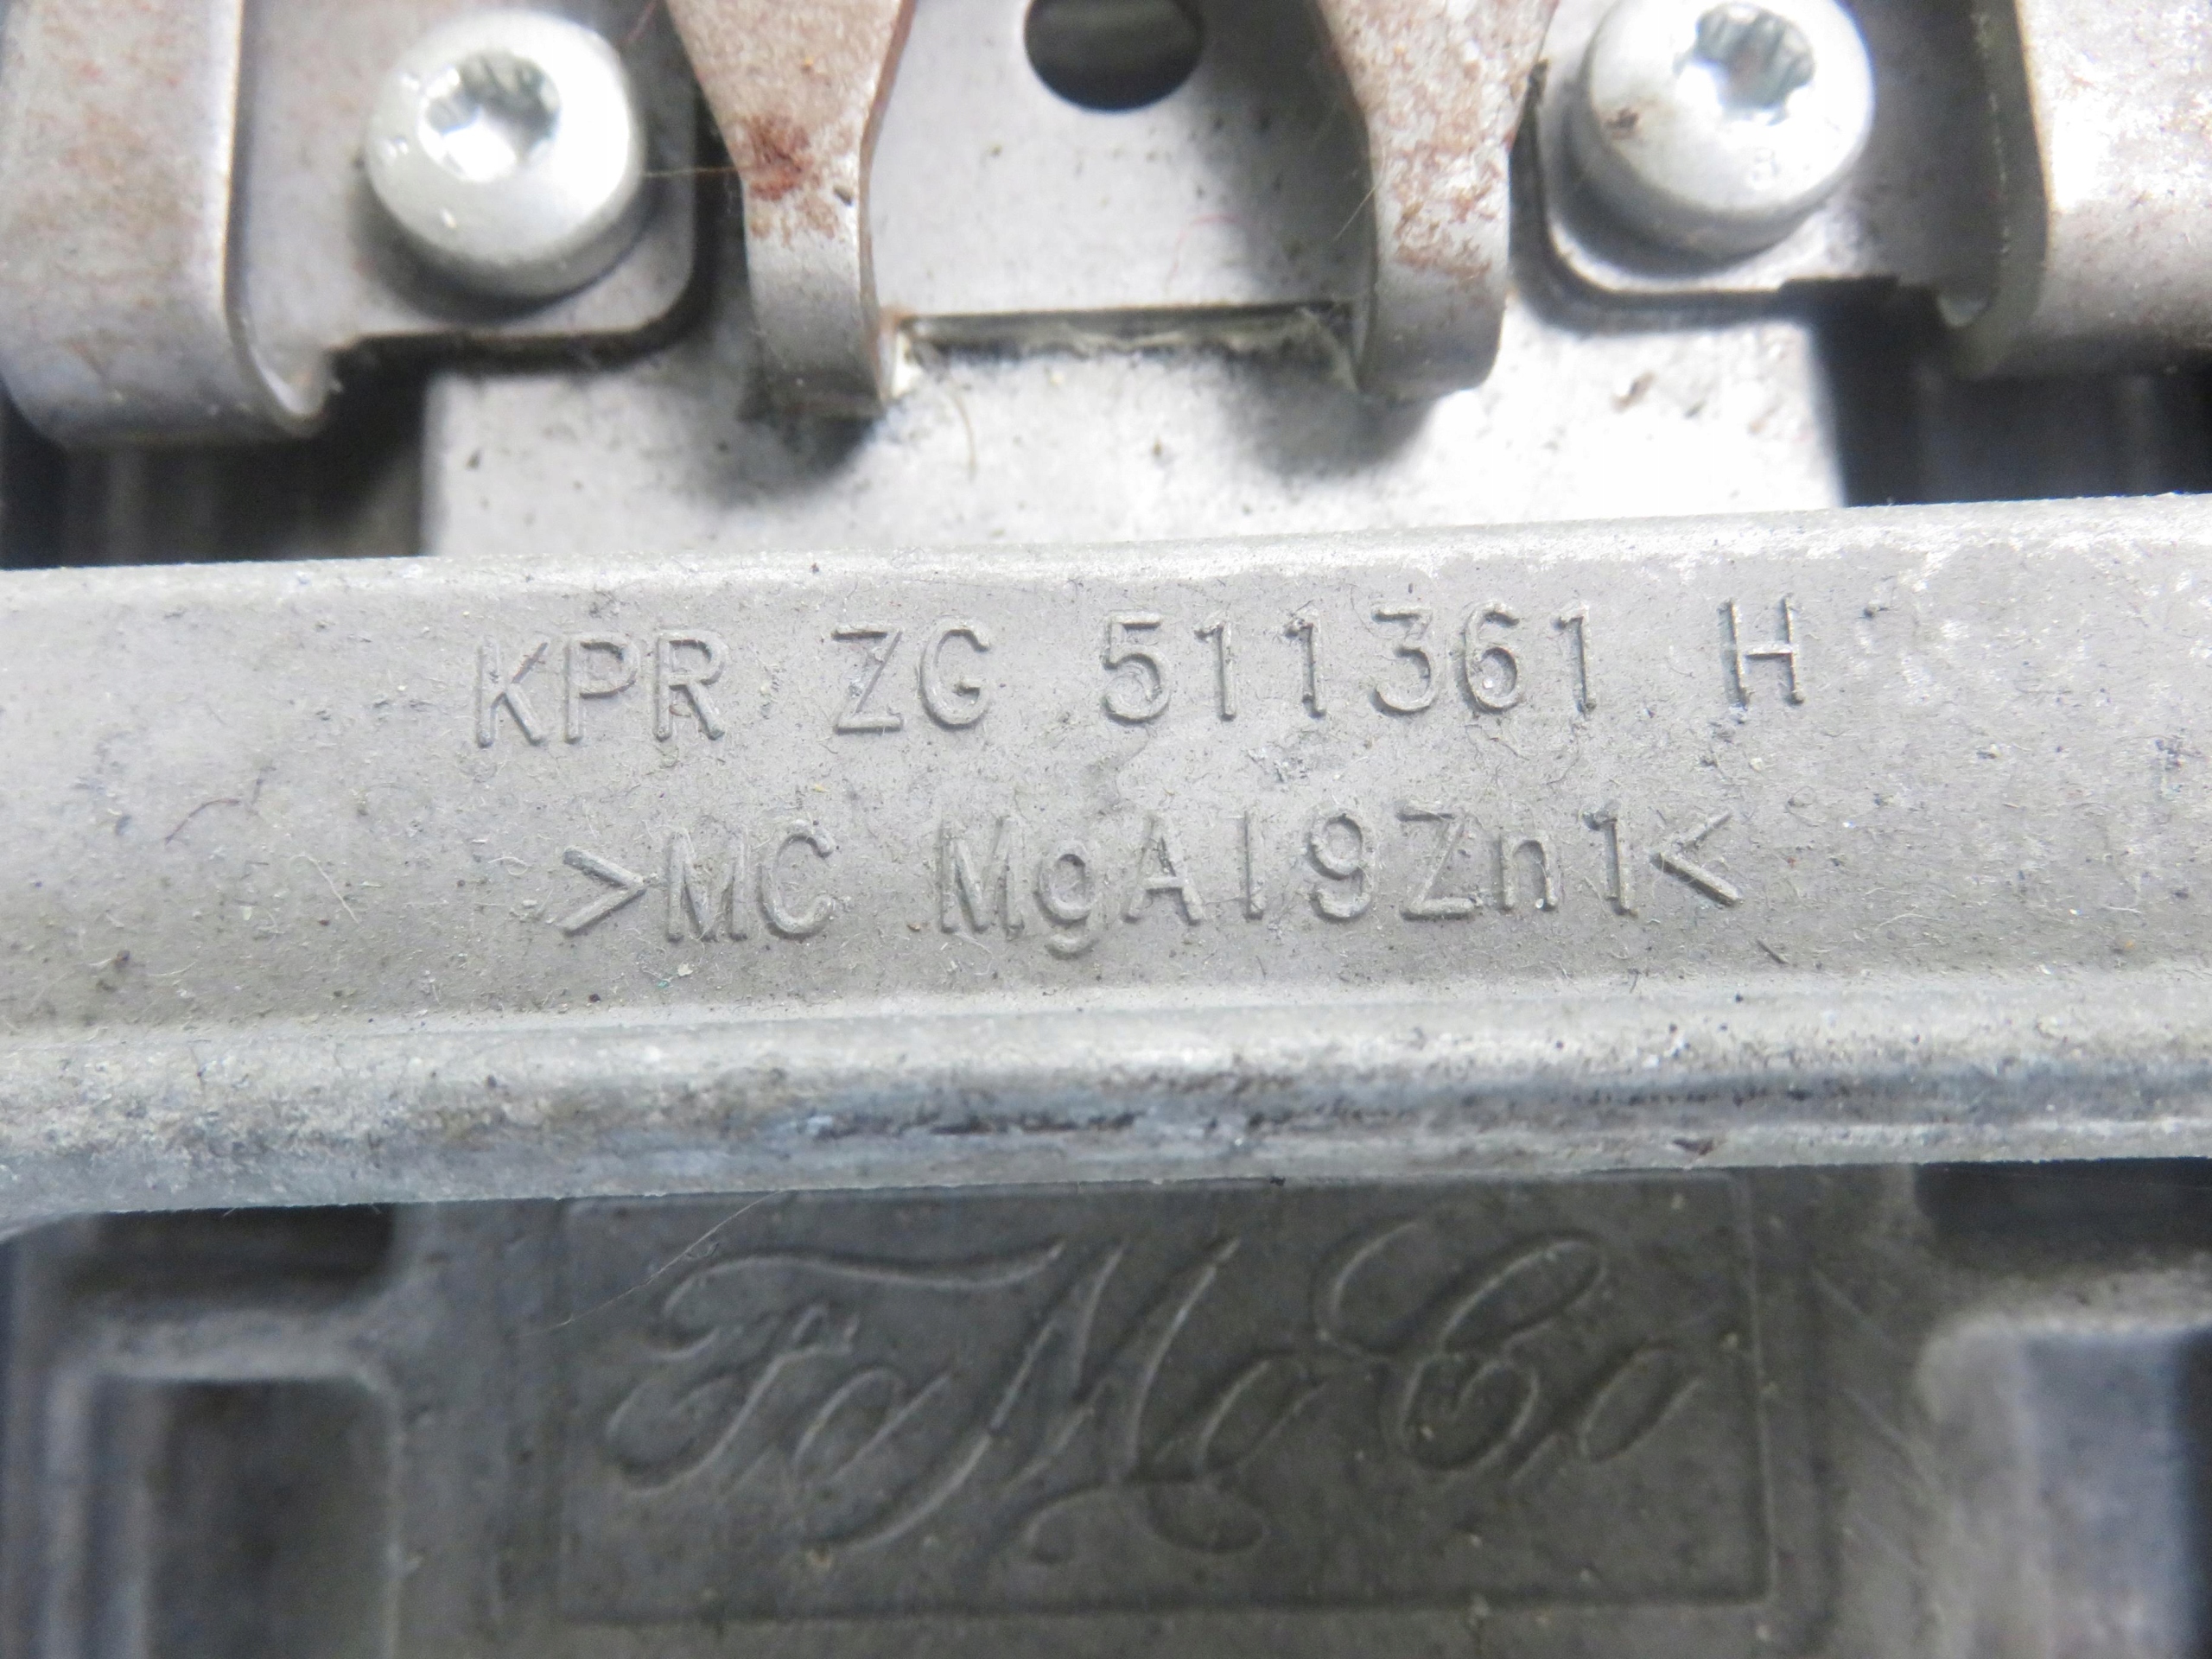 KPR ZG 511361 H
>MC MgAl9Zn1<
FoMoCo